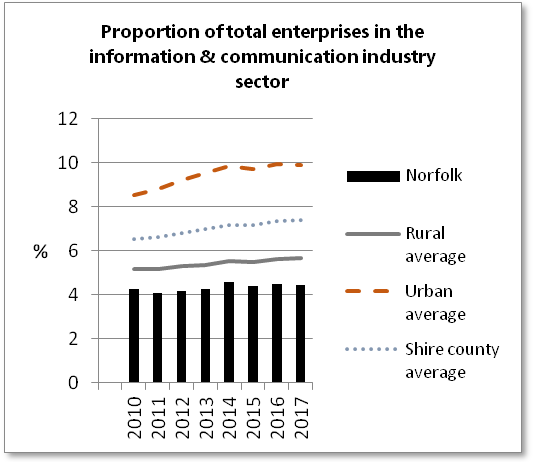 Proportion of total enterprises in the
information & communication industry
sector
12
10
8
6
4
2
0
%
2010
2011
2012
2013
2014
2015
2016
2017
Norfolk
Rural
average
Urban
average
Shire county
average